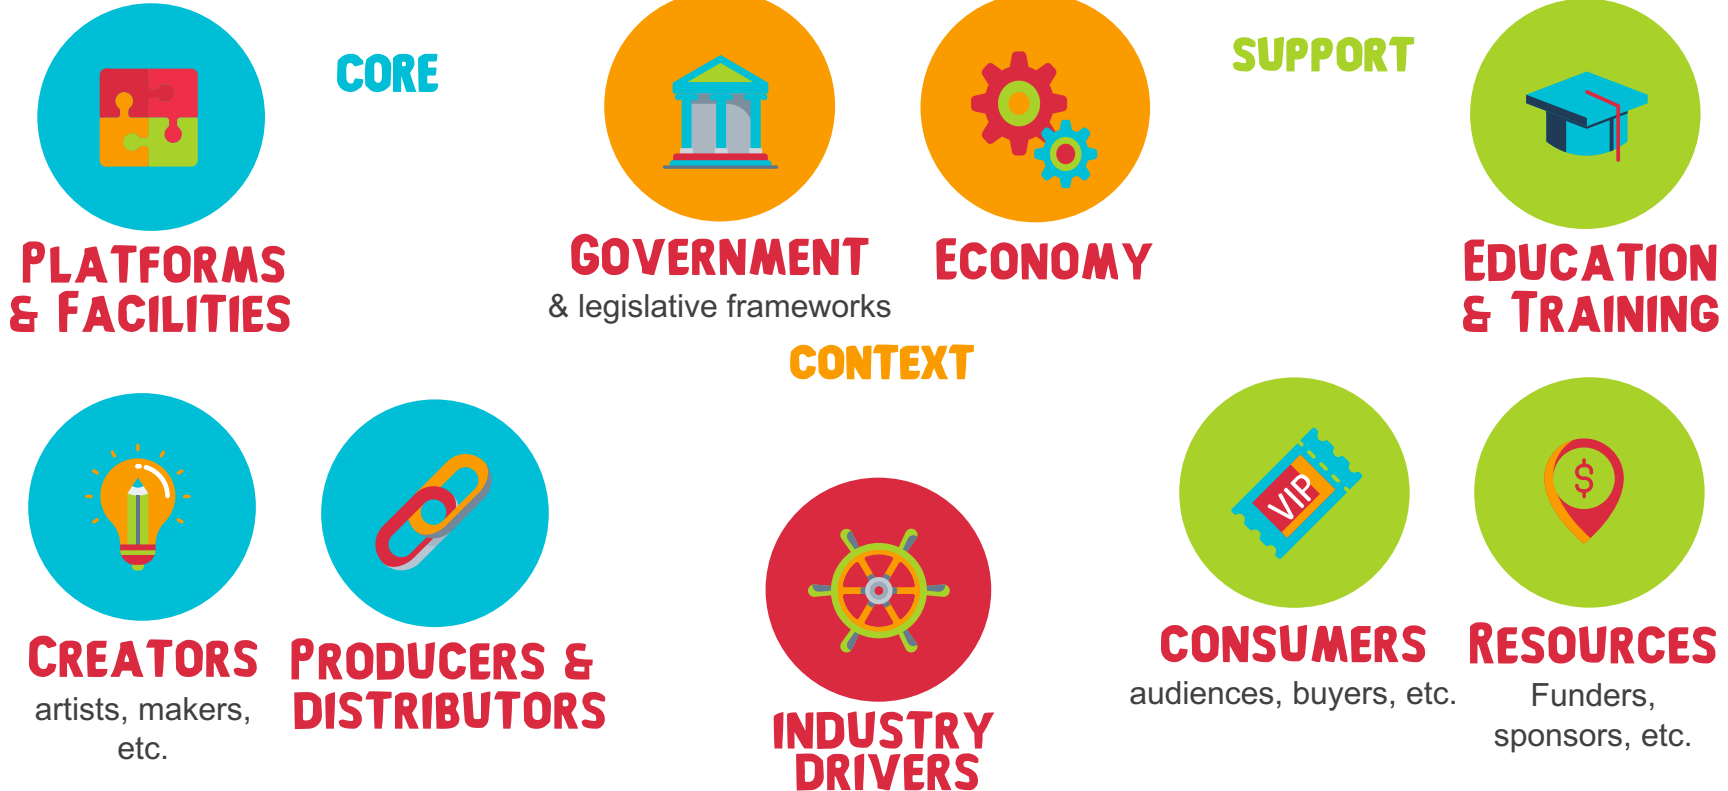 CORE
SUPPORT
VIP
$
PLATFORMS
& FACILITIES
GOVERNMENT
& legislative frameworks
ECONOMY
EDUCATION
& TRAINING
CONTEXT
CREATORS
artists, makers,
etc.
PRODUCERS &
DISTRIBUTORS
INDUSTRY
DRIVERS
CONSUMERS
audiences, buyers, etc.
RESOURCES
Funders,
sponsors, etc.